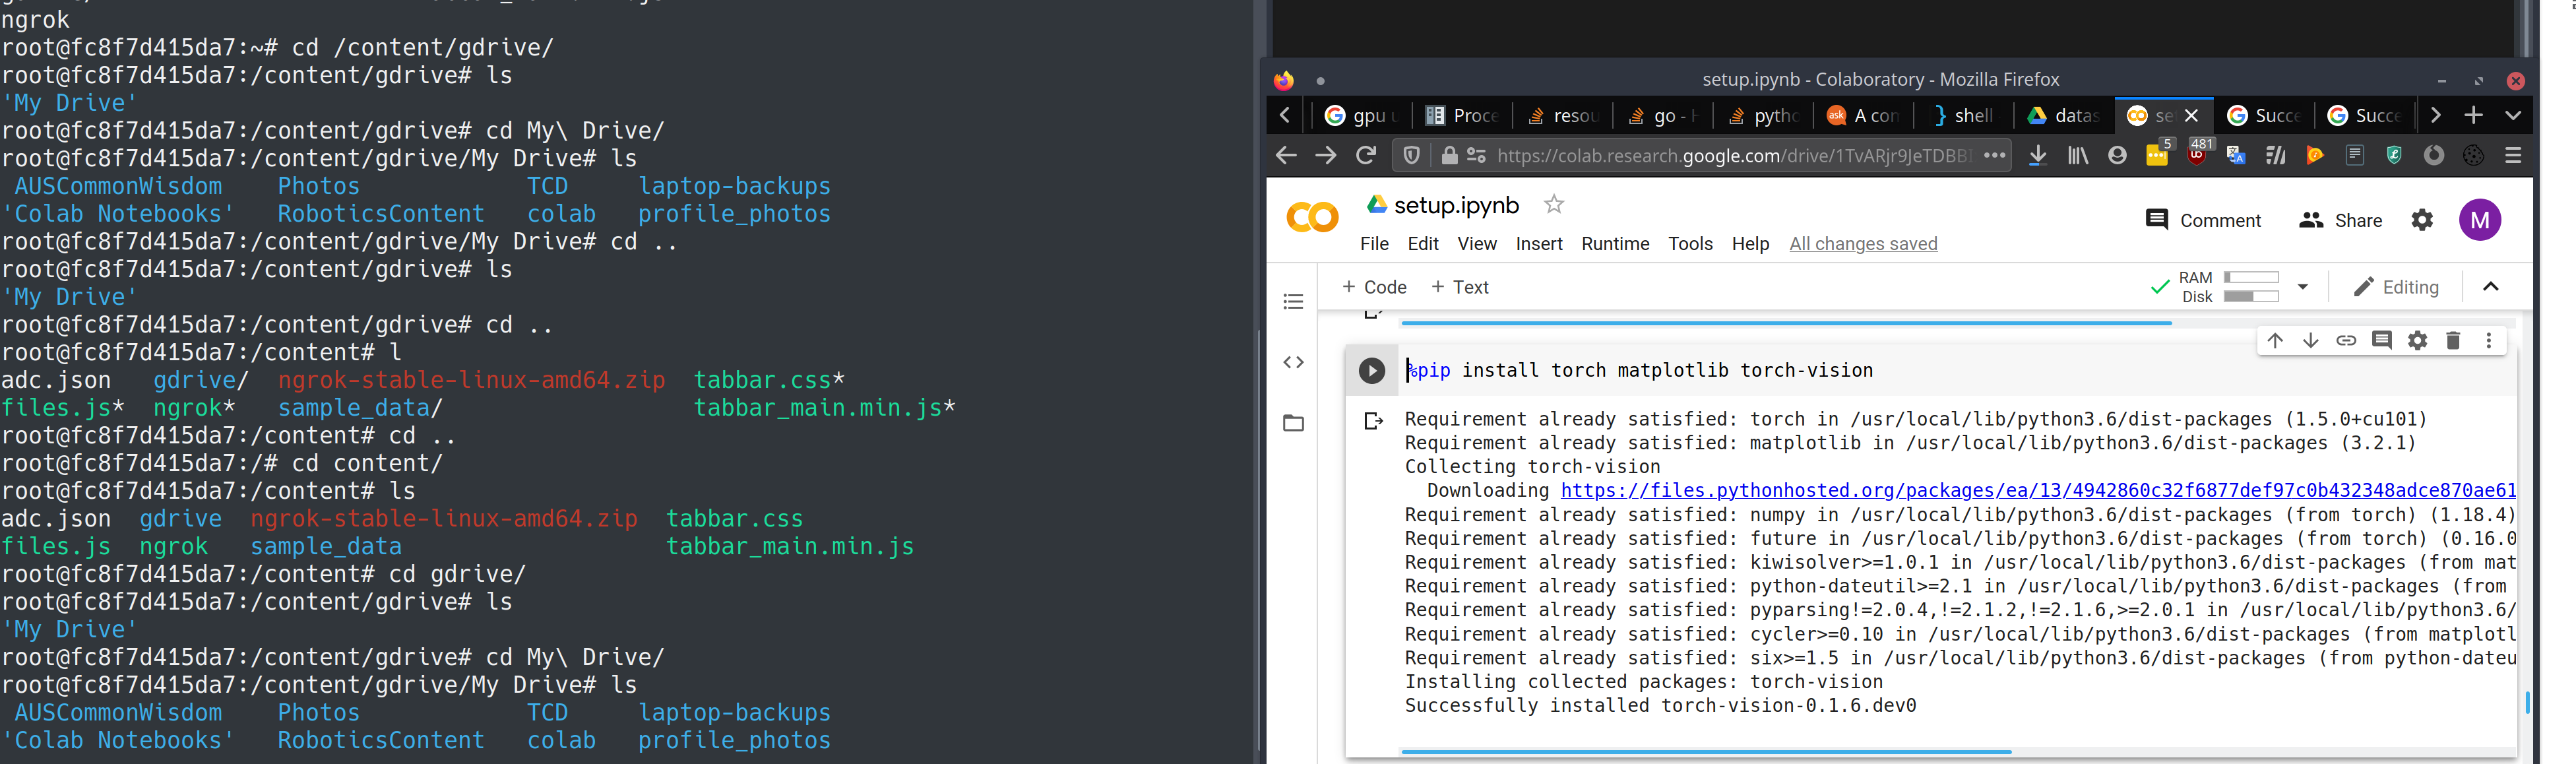 ngrok
root@fc8f7d415da7:~# cd /content/gdrive/
root@fc8f7d415da7:/content/gdrive# ls
'My Drive'
root@fc8f7d415da7:/content/gdrive# cd My\ Drive/
root@fc8f7d415da7:/content/gdrive/My Drive# ls
AUSCommonWisdom Photos TCD laptop-backups
'Colab Notebooks' RoboticsContent colab profile_photos
root@fc8f7d415da7:/content/gdrive/My Drive# cd ..
root@fc8f7d415da7:/content/gdrive# ls
'My Drive'
root@fc8f7d415da7:/content/gdrive# cd ..
root@fc8f7d415da7:/content# l
adc.json gdrive/ ngrok-stable-linux-amd64.zip tabbar.css*
files.js* ngrok* sample_data/ tabbar_main.min.js*
root@fc8f7d415da7:/content# cd ..
root@fc8f7d415da7:/# cd content/
root@fc8f7d415da7:/content# ls
adc.json gdrive ngrok-stable-linux-amd64.zip tabbar.css
files.js ngrok sample_data tabbar_main.min.js
root@fc8f7d415da7:/content# cd gdrive/
root@fc8f7d415da7:/content/gdrive# ls
'My Drive'
root@fc8f7d415da7:/content/gdrive# cd My\ Drive/
root@fc8f7d415da7:/content/gdrive/My Drive# ls
AUSCommonWisdom Photos TCD laptop-backups
'Colab Notebooks' RoboticsContent colab profile_photos
setup.ipynb - Colaboratory - Mozilla Firefox
gpu u Proce resou go - H pytho ask A con shell datas se Succe Succe
https://colab.research.google.com/drive/1TvARjr9JeTDBB 5 481
setup.ipynb
Comment Share M
File Edit View Insert Runtime Tools Help All changes saved
+ Code + Text RAM Disk Editing
%pip install torch matplotlib torch-vision
Requirement already satisfied: torch in /usr/local/lib/python3.6/dist-packages (1.5.0+cu101)
Requirement already satisfied: matplotlib in /usr/local/lib/python3.6/dist-packages (3.2.1)
Collecting torch-vision
Downloading https://files.pythonhosted.org/packages/ea/13/4942860c32f6877def97c0b432348adce870ae61
Requirement already satisfied: numpy in /usr/local/lib/python3.6/dist-packages (from torch) (1.18.4)
Requirement already satisfied: future in /usr/local/lib/python3.6/dist-packages (from torch) (0.16.0
Requirement already satisfied: kiwisolver>=1.0.1 in /usr/local/lib/python3.6/dist-packages (from mat
Requirement already satisfied: python-dateutil>=2.1 in /usr/local/lib/python3.6/dist-packages (from
Requirement already satisfied: pyparsing!=2.0.4,!=2.1.2,!=2.1.6,>=2.0.1 in /usr/local/lib/python3.6/
Requirement already satisfied: cycler>=0.10 in /usr/local/lib/python3.6/dist-packages (from matplotl
Requirement already satisfied: six>=1.5 in /usr/local/lib/python3.6/dist-packages (from python-dateu
Installing collected packages: torch-vision
Successfully installed torch-vision-0.1.6.dev0